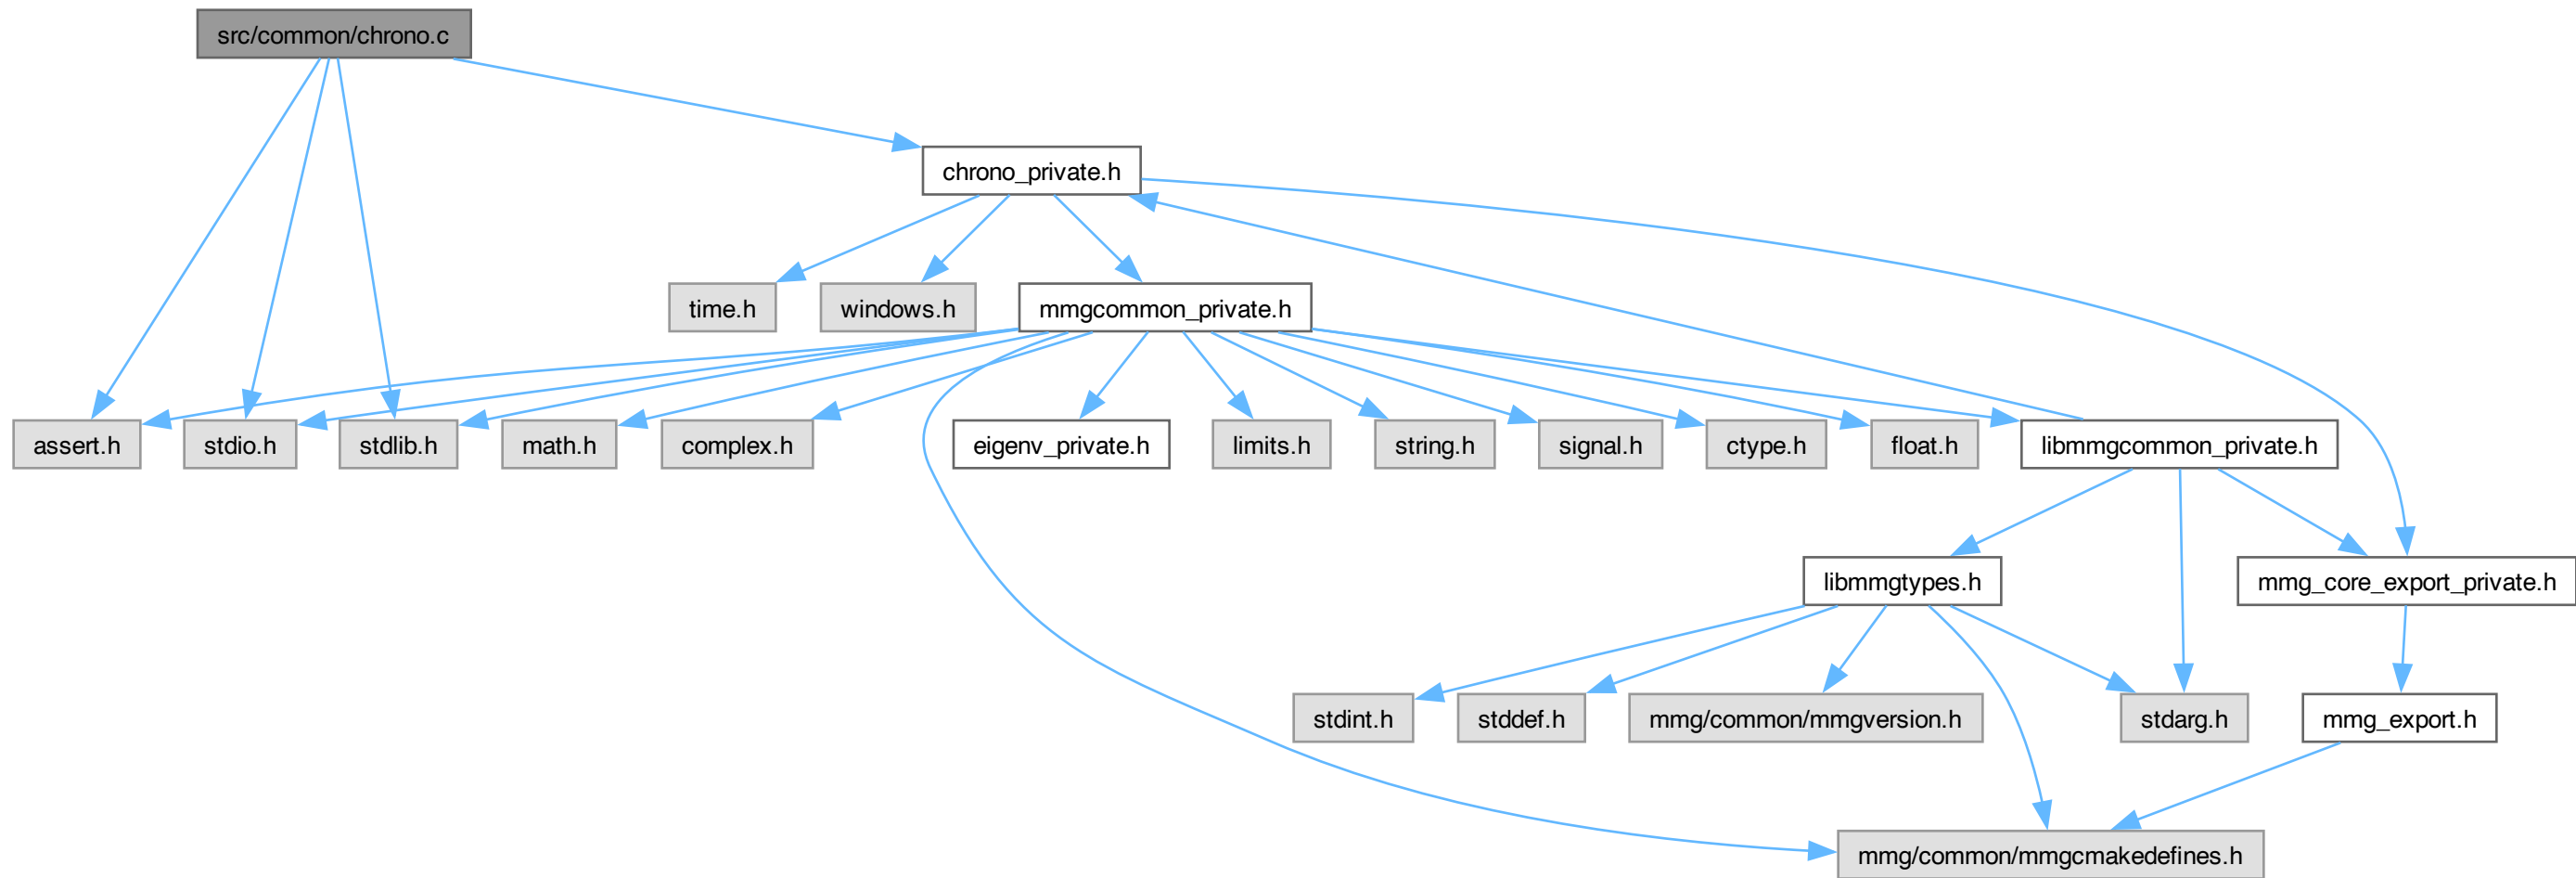 src/common/chrono.c
chrono_private.h
time.h
windows.h
mmgcommon_private.h
assert.h
stdio.h
stdlib.h
math.h
complex.h
eigenv_private.h
limits.h
string.h
signal.h
ctype.h
float.h
libmmgcommon_private.h
libmmgtypes.h
mmg_core_export_private.h
stdint.h
stddef.h
mmg/common/mmgversion.h
stdarg.h
mmg_export.h
mmg/common/mmgcmakedefines.h